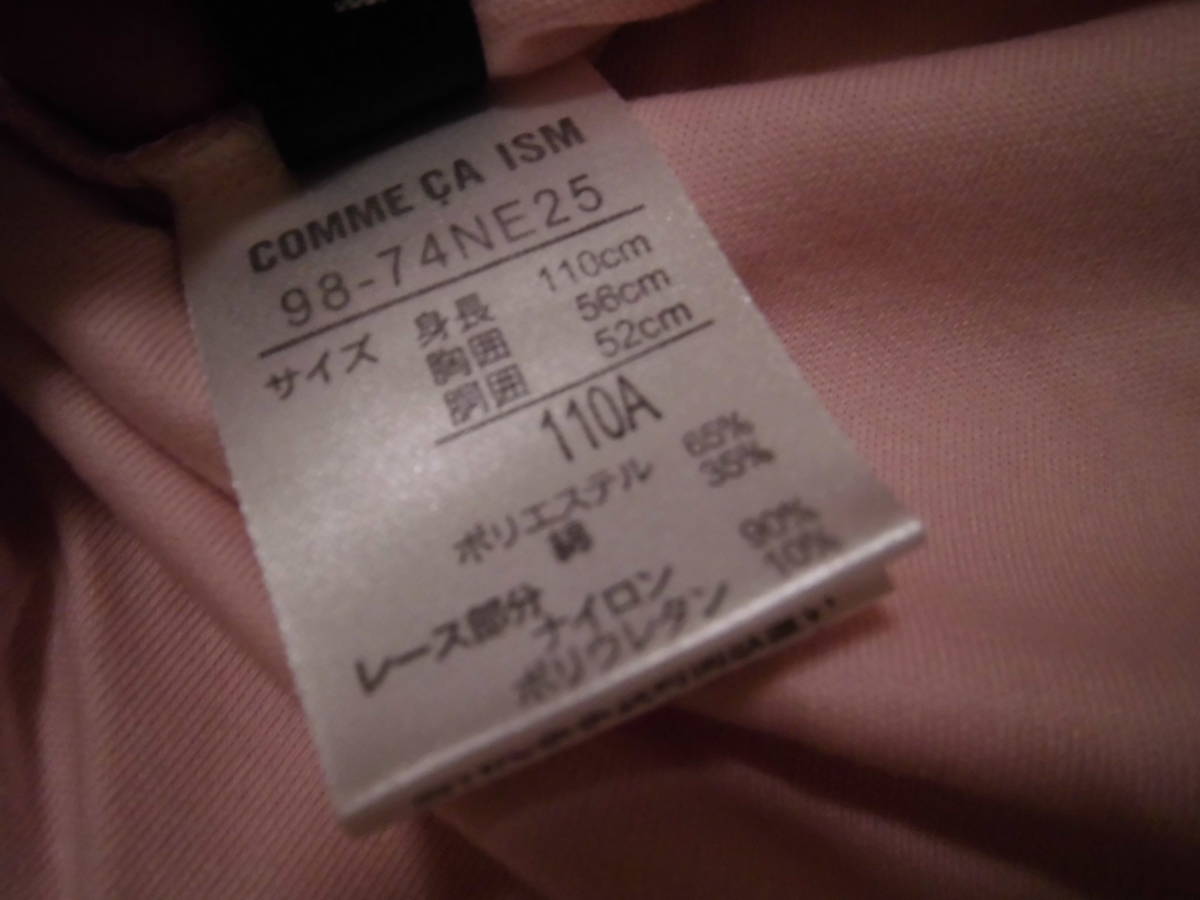 COMME ÇA ISM
98-74NE25
サイズ 身長 110cm
胸囲 56cm
胴囲 52cm
110A
ポリエステル 65%
綿 35%
レース部分
ナイロン 90%
ポリウレタン 10%